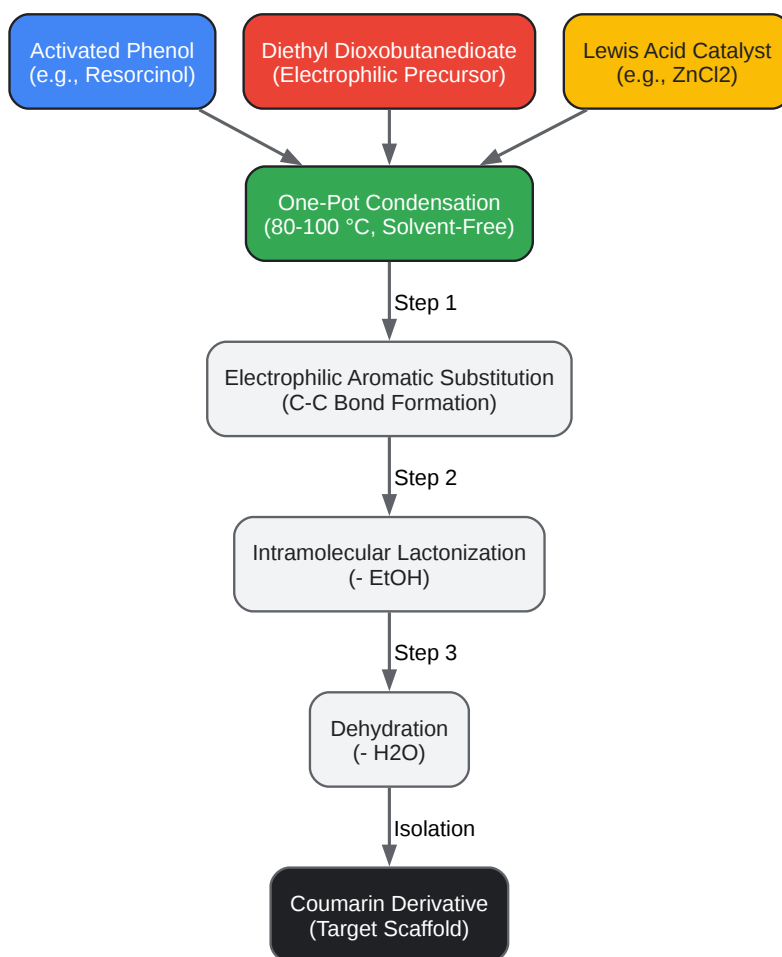 Activated Phenol
(e.g., Resorcinol)
Diethyl Dioxobutanedioate
(Electrophilic Precursor)
Lewis Acid Catalyst
(e.g., ZnCl2)
One-Pot Condensation
(80-100 °C, Solvent-Free)
Step 1
Electrophilic Aromatic Substitution
(C-C Bond Formation)
Step 2
Intramolecular Lactonization
(- EtOH)
Step 3
Dehydration
(- H2O)
Isolation
Coumarin Derivative
(Target Scaffold)